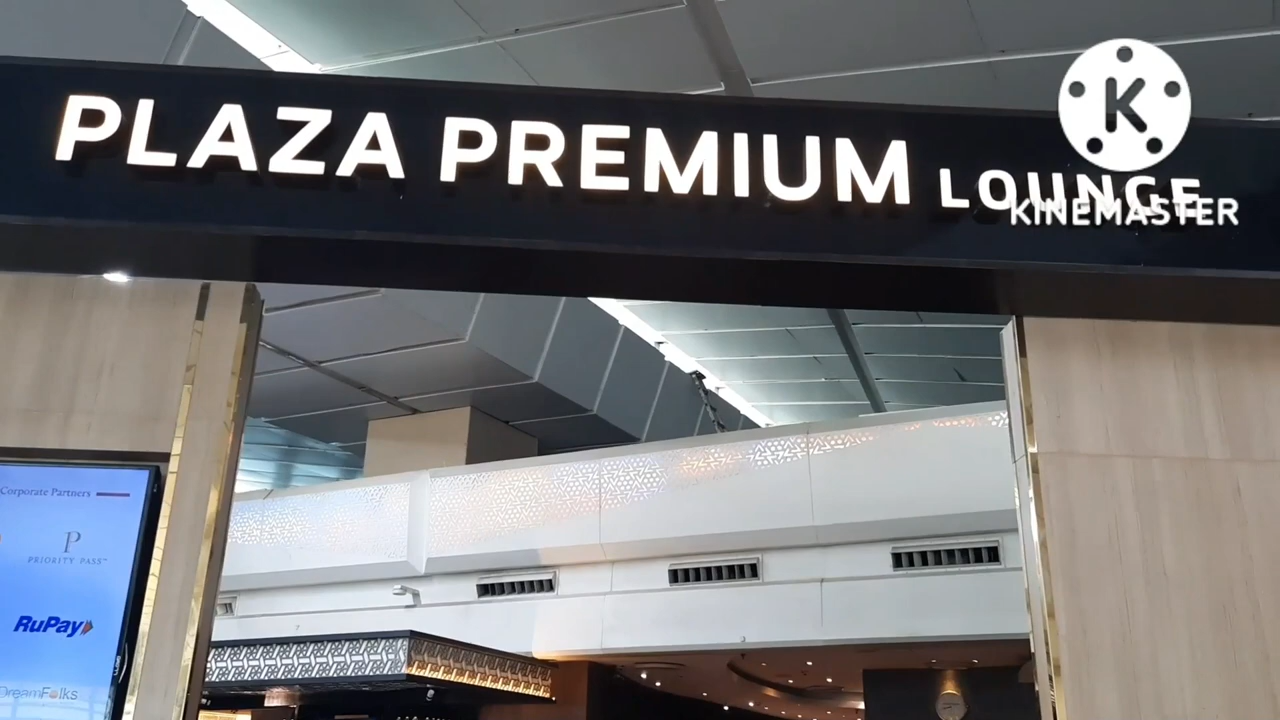 PLAZA PREMIUM LOUNGE
K
KINEMASTER
Corporate Partners
P
PRIORITY PASS
RuPay
DreamFolks